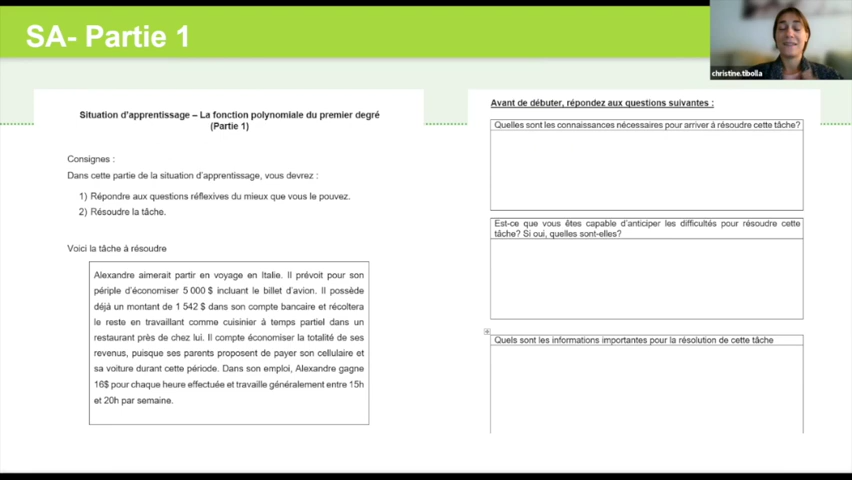 SA- Partie 1
christine.tibolla
Situation d'apprentissage – La fonction polynomiale du premier degré
(Partie 1)
Consignes :
Dans cette partie de la situation d'apprentissage, vous devrez :
1) Répondre aux questions réflexives du mieux que vous le pouvez.
2) Résoudre la tâche.
Voici la tâche à résoudre
Alexandre aimerait partir en voyage en Italie. Il prévoit pour son
périple d'économiser 5 000 $ incluant le billet d'avion. Il possède
déjà un montant de 1 542 $ dans son compte bancaire et récoltera
le reste en travaillant comme cuisinier à temps partiel dans un
restaurant près de chez lui. Il compte économiser la totalité de ses
revenus, puisque ses parents proposent de payer son cellulaire et
sa voiture durant cette période. Dans son emploi, Alexandre gagne
16$ pour chaque heure effectuée et travaille généralement entre 15h
et 20h par semaine.
Avant de débuter, répondez aux questions suivantes :
Quelles sont les connaissances nécessaires pour arriver à résoudre cette tâche?
Est-ce que vous êtes capable d'anticiper les difficultés pour résoudre cette
tâche? Si oui, quelles sont-elles?
Quels sont les informations importantes pour la résolution de cette tâche